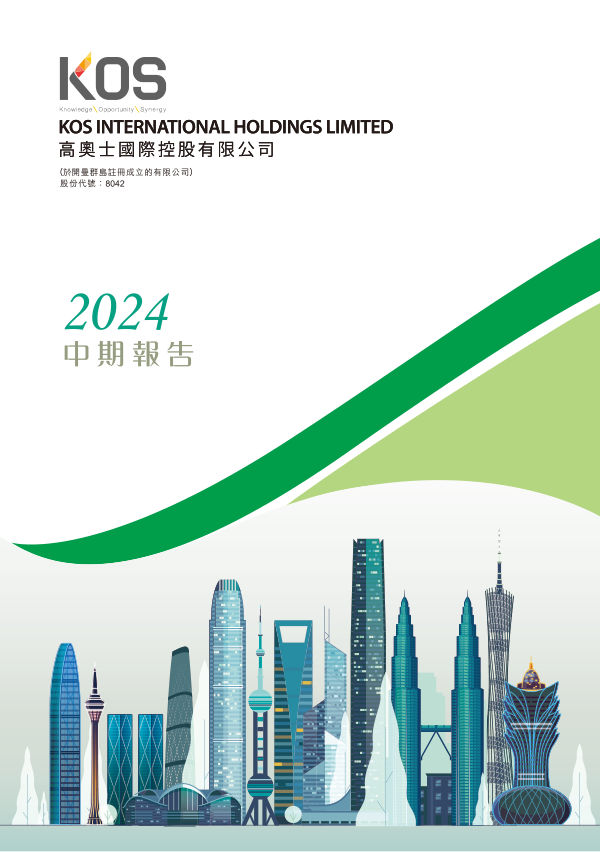 KOS
Knowledge\Opportunity\Synergy
KOS INTERNATIONAL HOLDINGS LIMITED
高奧士國際控股有限公司
(於開曼群島註冊成立的有限公司)
股份代號：8042
2024
中期報告